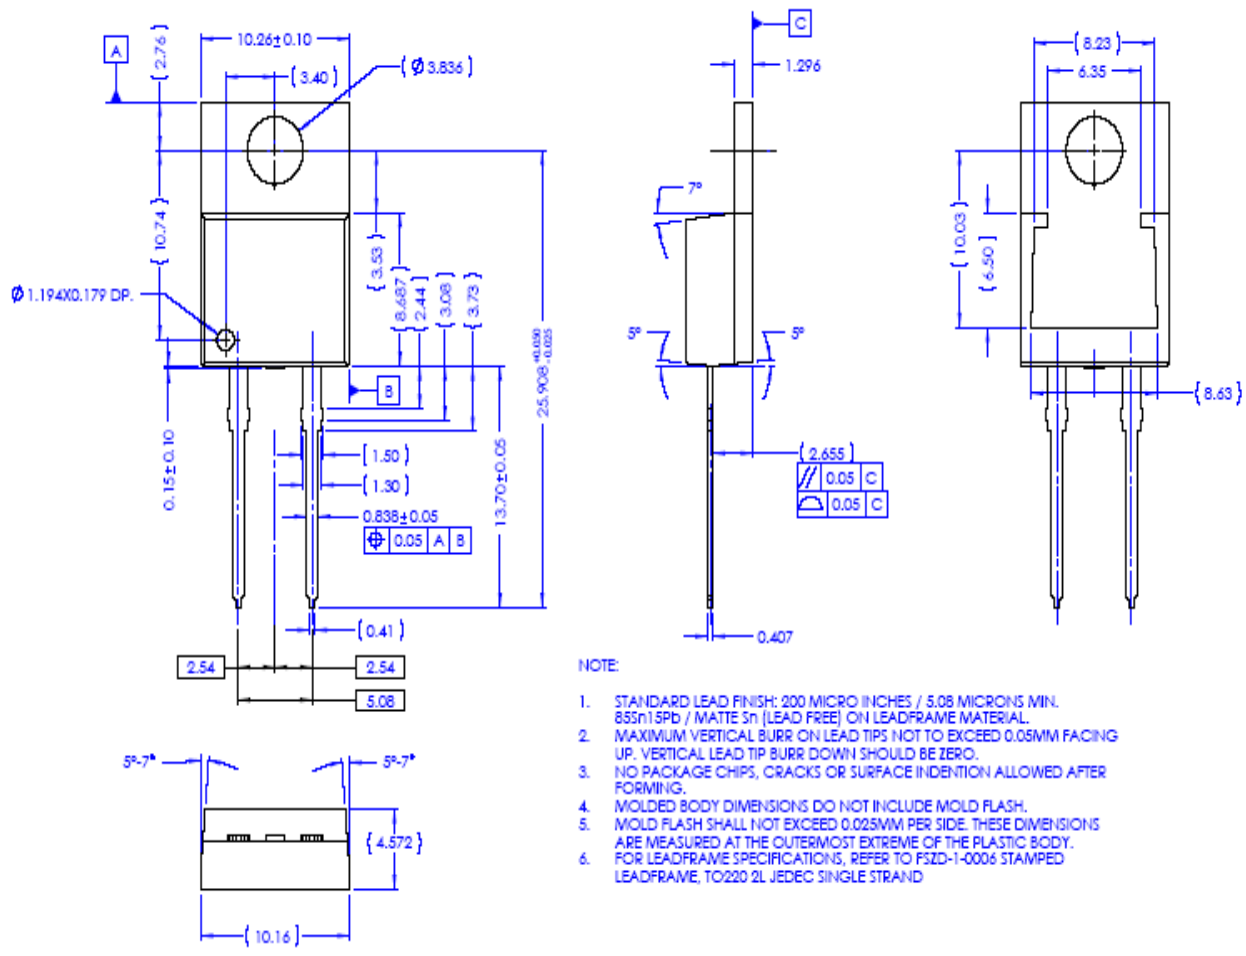 A
{ 2.76 }
10.26±0.10
{ 3.40 }
{ Ø 3.836 }
{ 10.74 }
Ø 1.194X0.179 DP.
{ 3.53 }
{ 8.687 }
{ 2.44 }
{ 3.08 }
{ 3.73 }
25.908 +0.050 -0.025
B
0.15±0.10
{ 1.50 }
{ 1.30 }
0.838±0.05
⌖ 0.05 A B
13.70±0.05
{ 0.41 }
2.54
2.54
5.08
C
1.296
7°
5°
5°
{ 2.655 }
// 0.05 C
⌓ 0.05 C
0.407
{ 8.23 }
6.35
{ 10.03 }
{ 6.50 }
{ 8.63 }
5°-7°
5°-7°
{ 4.572 }
{ 10.16 }
NOTE:
1. STANDARD LEAD FINISH: 200 MICRO INCHES / 5.08 MICRONS MIN.
85Sn15Pb / MATTE Sn (LEAD FREE) ON LEADFRAME MATERIAL.
2. MAXIMUM VERTICAL BURR ON LEAD TIPS NOT TO EXCEED 0.05MM FACING
UP. VERTICAL LEAD TIP BURR DOWN SHOULD BE ZERO.
3. NO PACKAGE CHIPS, CRACKS OR SURFACE INDENTION ALLOWED AFTER
FORMING.
4. MOLDED BODY DIMENSIONS DO NOT INCLUDE MOLD FLASH.
5. MOLD FLASH SHALL NOT EXCEED 0.025MM PER SIDE. THESE DIMENSIONS
ARE MEASURED AT THE OUTERMOST EXTREME OF THE PLASTIC BODY.
6. FOR LEADFRAME SPECIFICATIONS, REFER TO FSZD-1-0006 STAMPED
LEADFRAME, TO220 2L JEDEC SINGLE STRAND